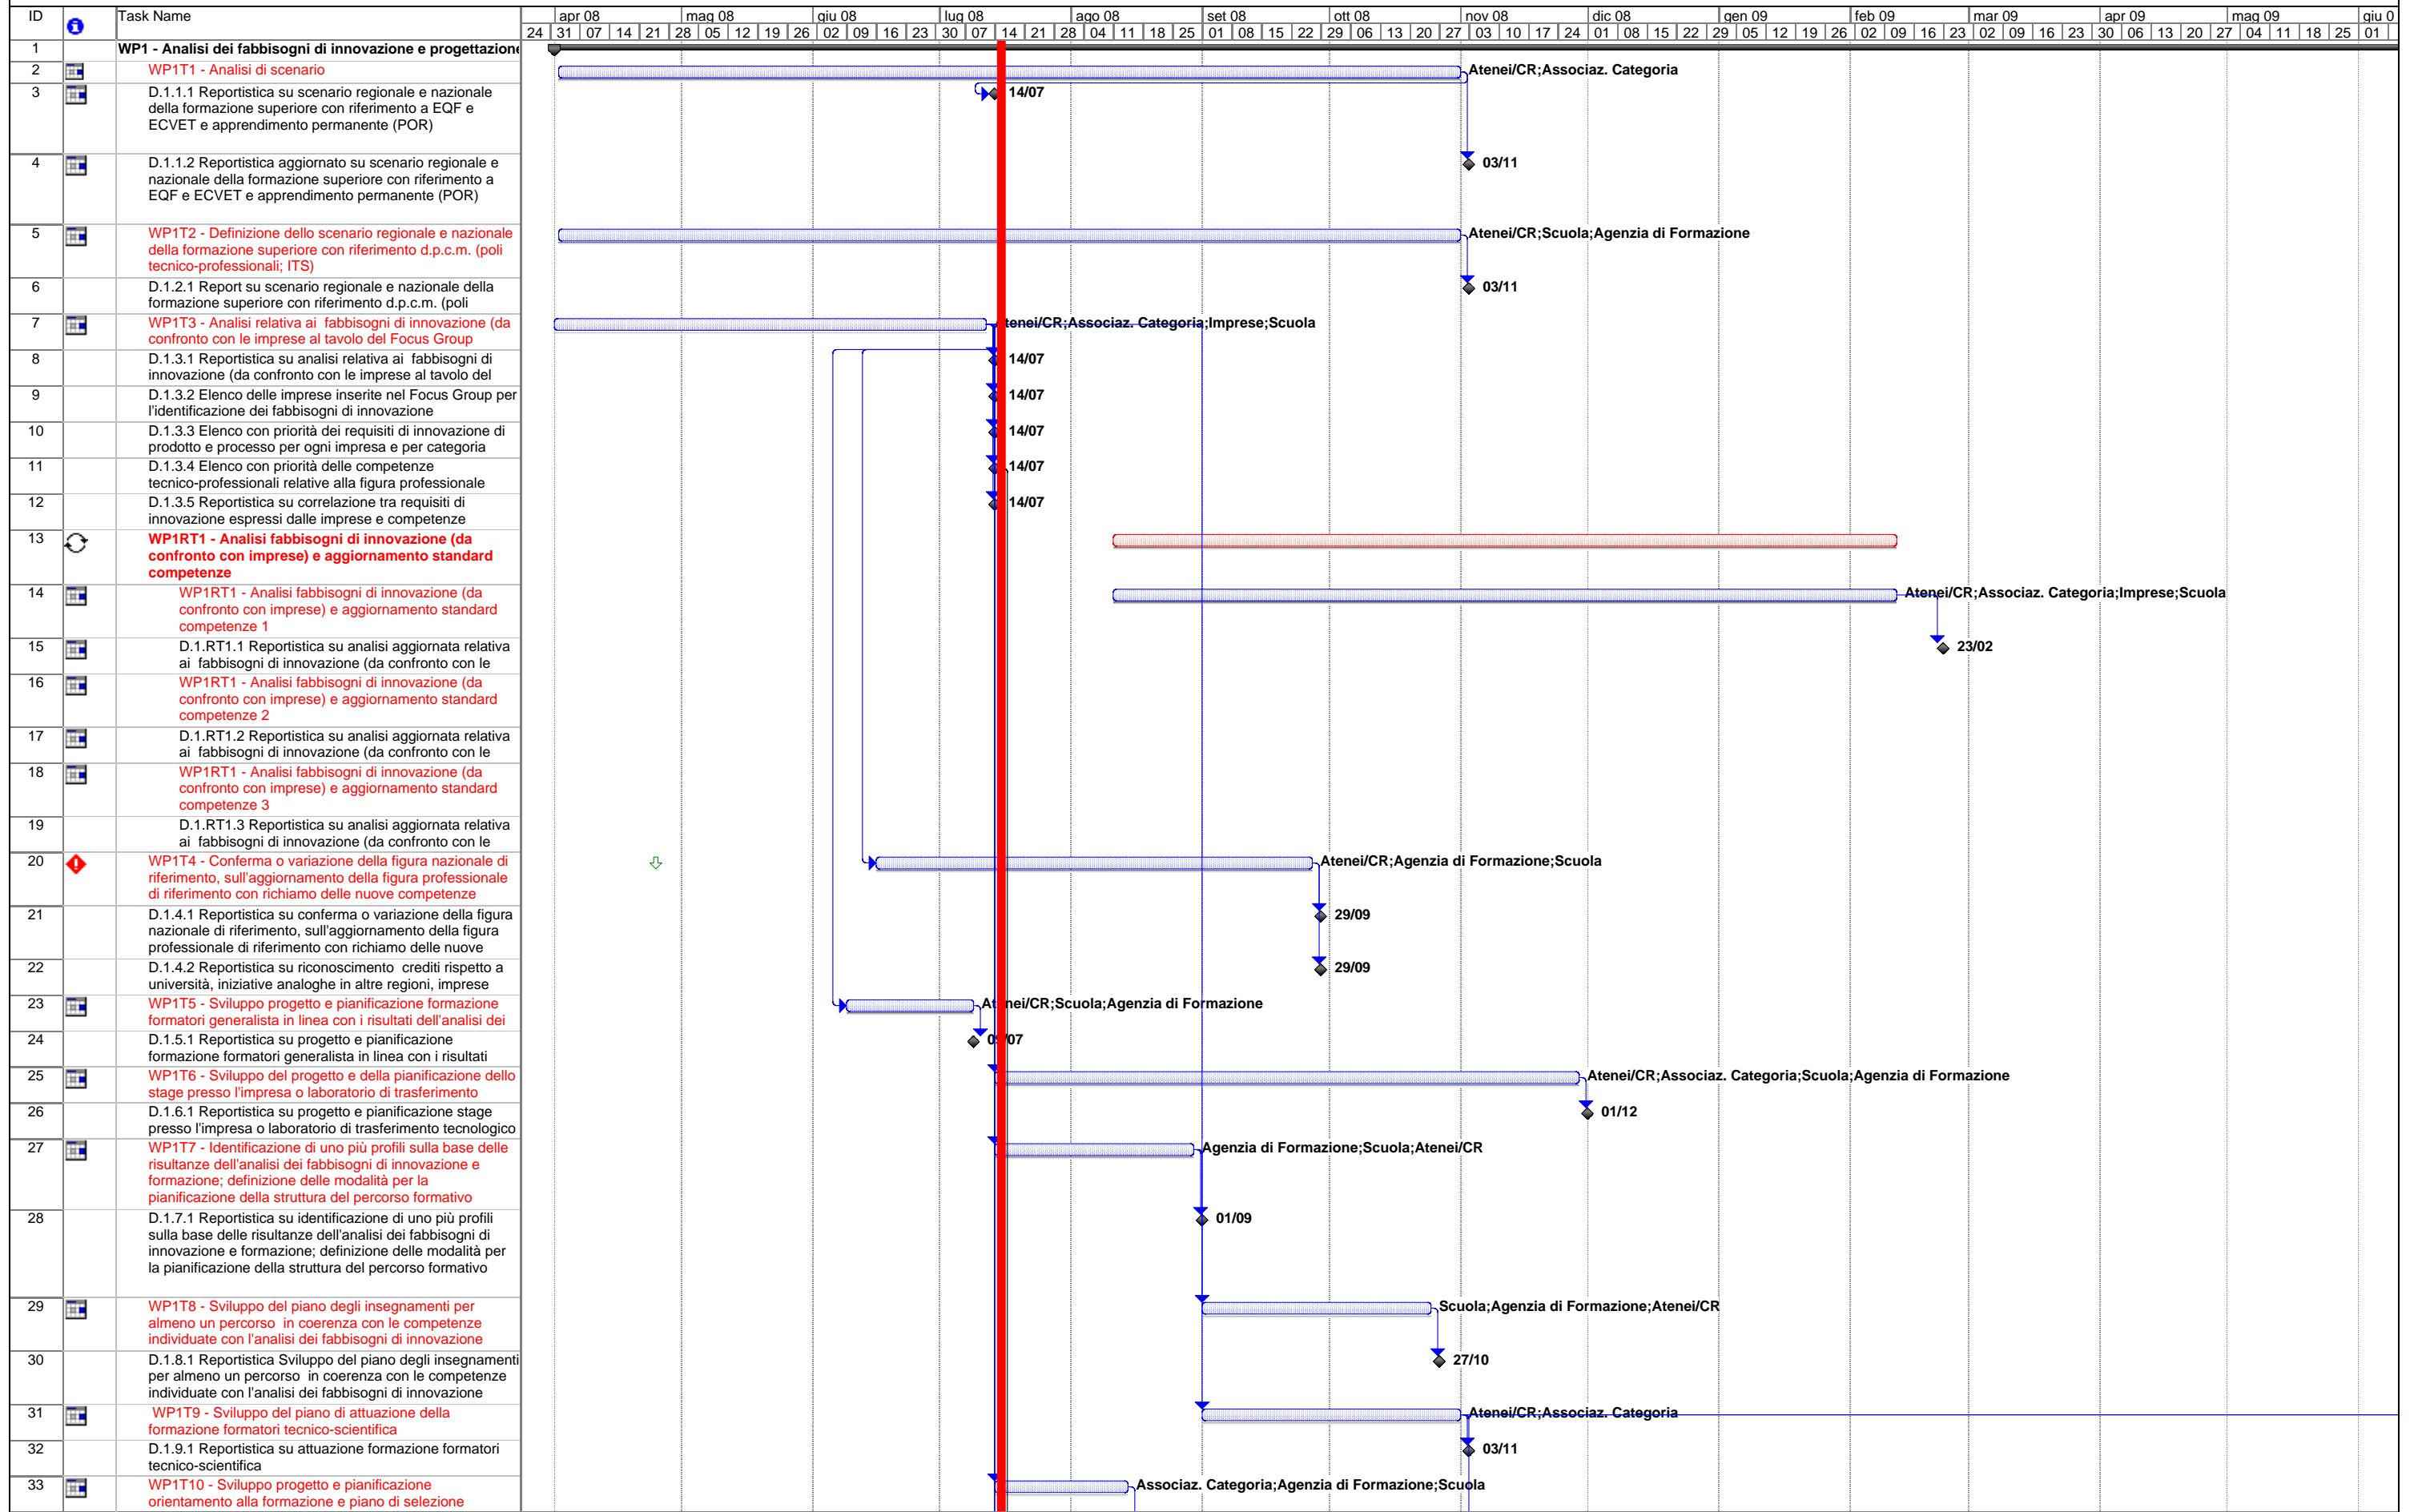 ID Task Name apr 08 mag 08 giu 08 lug 08 ago 08 set 08 ott 08 nov 08 dic 08 gen 09 feb 09 mar 09 apr 09 mag 09 giu 0
24 31 07 14 21 28 05 12 19 26 02 09 16 23 30 07 14 21 28 04 11 18 25 01 08 15 22 29 06 13 20 27 03 10 17 24 01 08 15 22 29 05 12 19 26 02 09 16 23 02 09 16 23 30 06 13 20 27 04 11 18 25 01
1 WP1 - Analisi dei fabbisogni di innovazione e progettazione
2 WP1T1 - Analisi di scenario Atenei/CR;Associaz. Categoria
3 D.1.1.1 Reportistica su scenario regionale e nazionale 14/07
della formazione superiore con riferimento a EQF e
ECVET e apprendimento permanente (POR)
4 D.1.1.2 Reportistica aggiornato su scenario regionale e 03/11
nazionale della formazione superiore con riferimento a
EQF e ECVET e apprendimento permanente (POR)
5 WP1T2 - Definizione dello scenario regionale e nazionale Atenei/CR;Scuola;Agenzia di Formazione
della formazione superiore con riferimento d.p.c.m. (poli
tecnico-professionali; ITS)
6 D.1.2.1 Report su scenario regionale e nazionale della 03/11
formazione superiore con riferimento d.p.c.m. (poli
7 WP1T3 - Analisi relativa ai fabbisogni di innovazione (da Atenei/CR;Associaz. Categoria;Imprese;Scuola
confronto con le imprese al tavolo del Focus Group
8 D.1.3.1 Reportistica su analisi relativa ai fabbisogni di 14/07
innovazione (da confronto con le imprese al tavolo del
9 D.1.3.2 Elenco delle imprese inserite nel Focus Group per 14/07
l'identificazione dei fabbisogni di innovazione
10 D.1.3.3 Elenco con priorità dei requisiti di innovazione di 14/07
prodotto e processo per ogni impresa e per categoria
11 D.1.3.4 Elenco con priorità delle competenze 14/07
tecnico-professionali relative alla figura professionale
12 D.1.3.5 Reportistica su correlazione tra requisiti di 14/07
innovazione espressi dalle imprese e competenze
13 WP1RT1 - Analisi fabbisogni di innovazione (da
confronto con imprese) e aggiornamento standard
competenze
14 WP1RT1 - Analisi fabbisogni di innovazione (da Atenei/CR;Associaz. Categoria;Imprese;Scuola
confronto con imprese) e aggiornamento standard
competenze 1
15 D.1.RT1.1 Reportistica su analisi aggiornata relativa 23/02
ai fabbisogni di innovazione (da confronto con le
16 WP1RT1 - Analisi fabbisogni di innovazione (da
confronto con imprese) e aggiornamento standard
competenze 2
17 D.1.RT1.2 Reportistica su analisi aggiornata relativa
ai fabbisogni di innovazione (da confronto con le
18 WP1RT1 - Analisi fabbisogni di innovazione (da
confronto con imprese) e aggiornamento standard
competenze 3
19 D.1.RT1.3 Reportistica su analisi aggiornata relativa
ai fabbisogni di innovazione (da confronto con le
20 WP1T4 - Conferma o variazione della figura nazionale di Atenei/CR;Agenzia di Formazione;Scuola
riferimento, sull'aggiornamento della figura professionale
di riferimento con richiamo delle nuove competenze
21 D.1.4.1 Reportistica su conferma o variazione della figura 29/09
nazionale di riferimento, sull'aggiornamento della figura
professionale di riferimento con richiamo delle nuove
22 D.1.4.2 Reportistica su riconoscimento crediti rispetto a 29/09
università, iniziative analoghe in altre regioni, imprese
23 WP1T5 - Sviluppo progetto e pianificazione formazione Atenei/CR;Scuola;Agenzia di Formazione
formatori generalista in linea con i risultati dell'analisi dei
24 D.1.5.1 Reportistica su progetto e pianificazione 09/07
formazione formatori generalista in linea con i risultati
25 WP1T6 - Sviluppo del progetto e della pianificazione dello Atenei/CR;Associaz. Categoria;Scuola;Agenzia di Formazione
stage presso l'impresa o laboratorio di trasferimento
26 D.1.6.1 Reportistica su progetto e pianificazione stage 01/12
presso l'impresa o laboratorio di trasferimento tecnologico
27 WP1T7 - Identificazione di uno più profili sulla base delle Agenzia di Formazione;Scuola;Atenei/CR
risultanze dell'analisi dei fabbisogni di innovazione e
formazione; definizione delle modalità per la
pianificazione della struttura del percorso formativo
28 D.1.7.1 Reportistica su identificazione di uno più profili 01/09
sulla base delle risultanze dell'analisi dei fabbisogni di
innovazione e formazione; definizione delle modalità per
la pianificazione della struttura del percorso formativo
29 WP1T8 - Sviluppo del piano degli insegnamenti per Scuola;Agenzia di Formazione;Atenei/CR
almeno un percorso in coerenza con le competenze
individuate con l'analisi dei fabbisogni di innovazione
30 D.1.8.1 Reportistica Sviluppo del piano degli insegnamenti 27/10
per almeno un percorso in coerenza con le competenze
individuate con l'analisi dei fabbisogni di innovazione
31 WP1T9 - Sviluppo del piano di attuazione della Atenei/CR;Associaz. Categoria
formazione formatori tecnico-scientifica
32 D.1.9.1 Reportistica su attuazione formazione formatori 03/11
tecnico-scientifica
33 WP1T10 - Sviluppo progetto e pianificazione Associaz. Categoria;Agenzia di Formazione;Scuola
orientamento alla formazione e piano di selezione